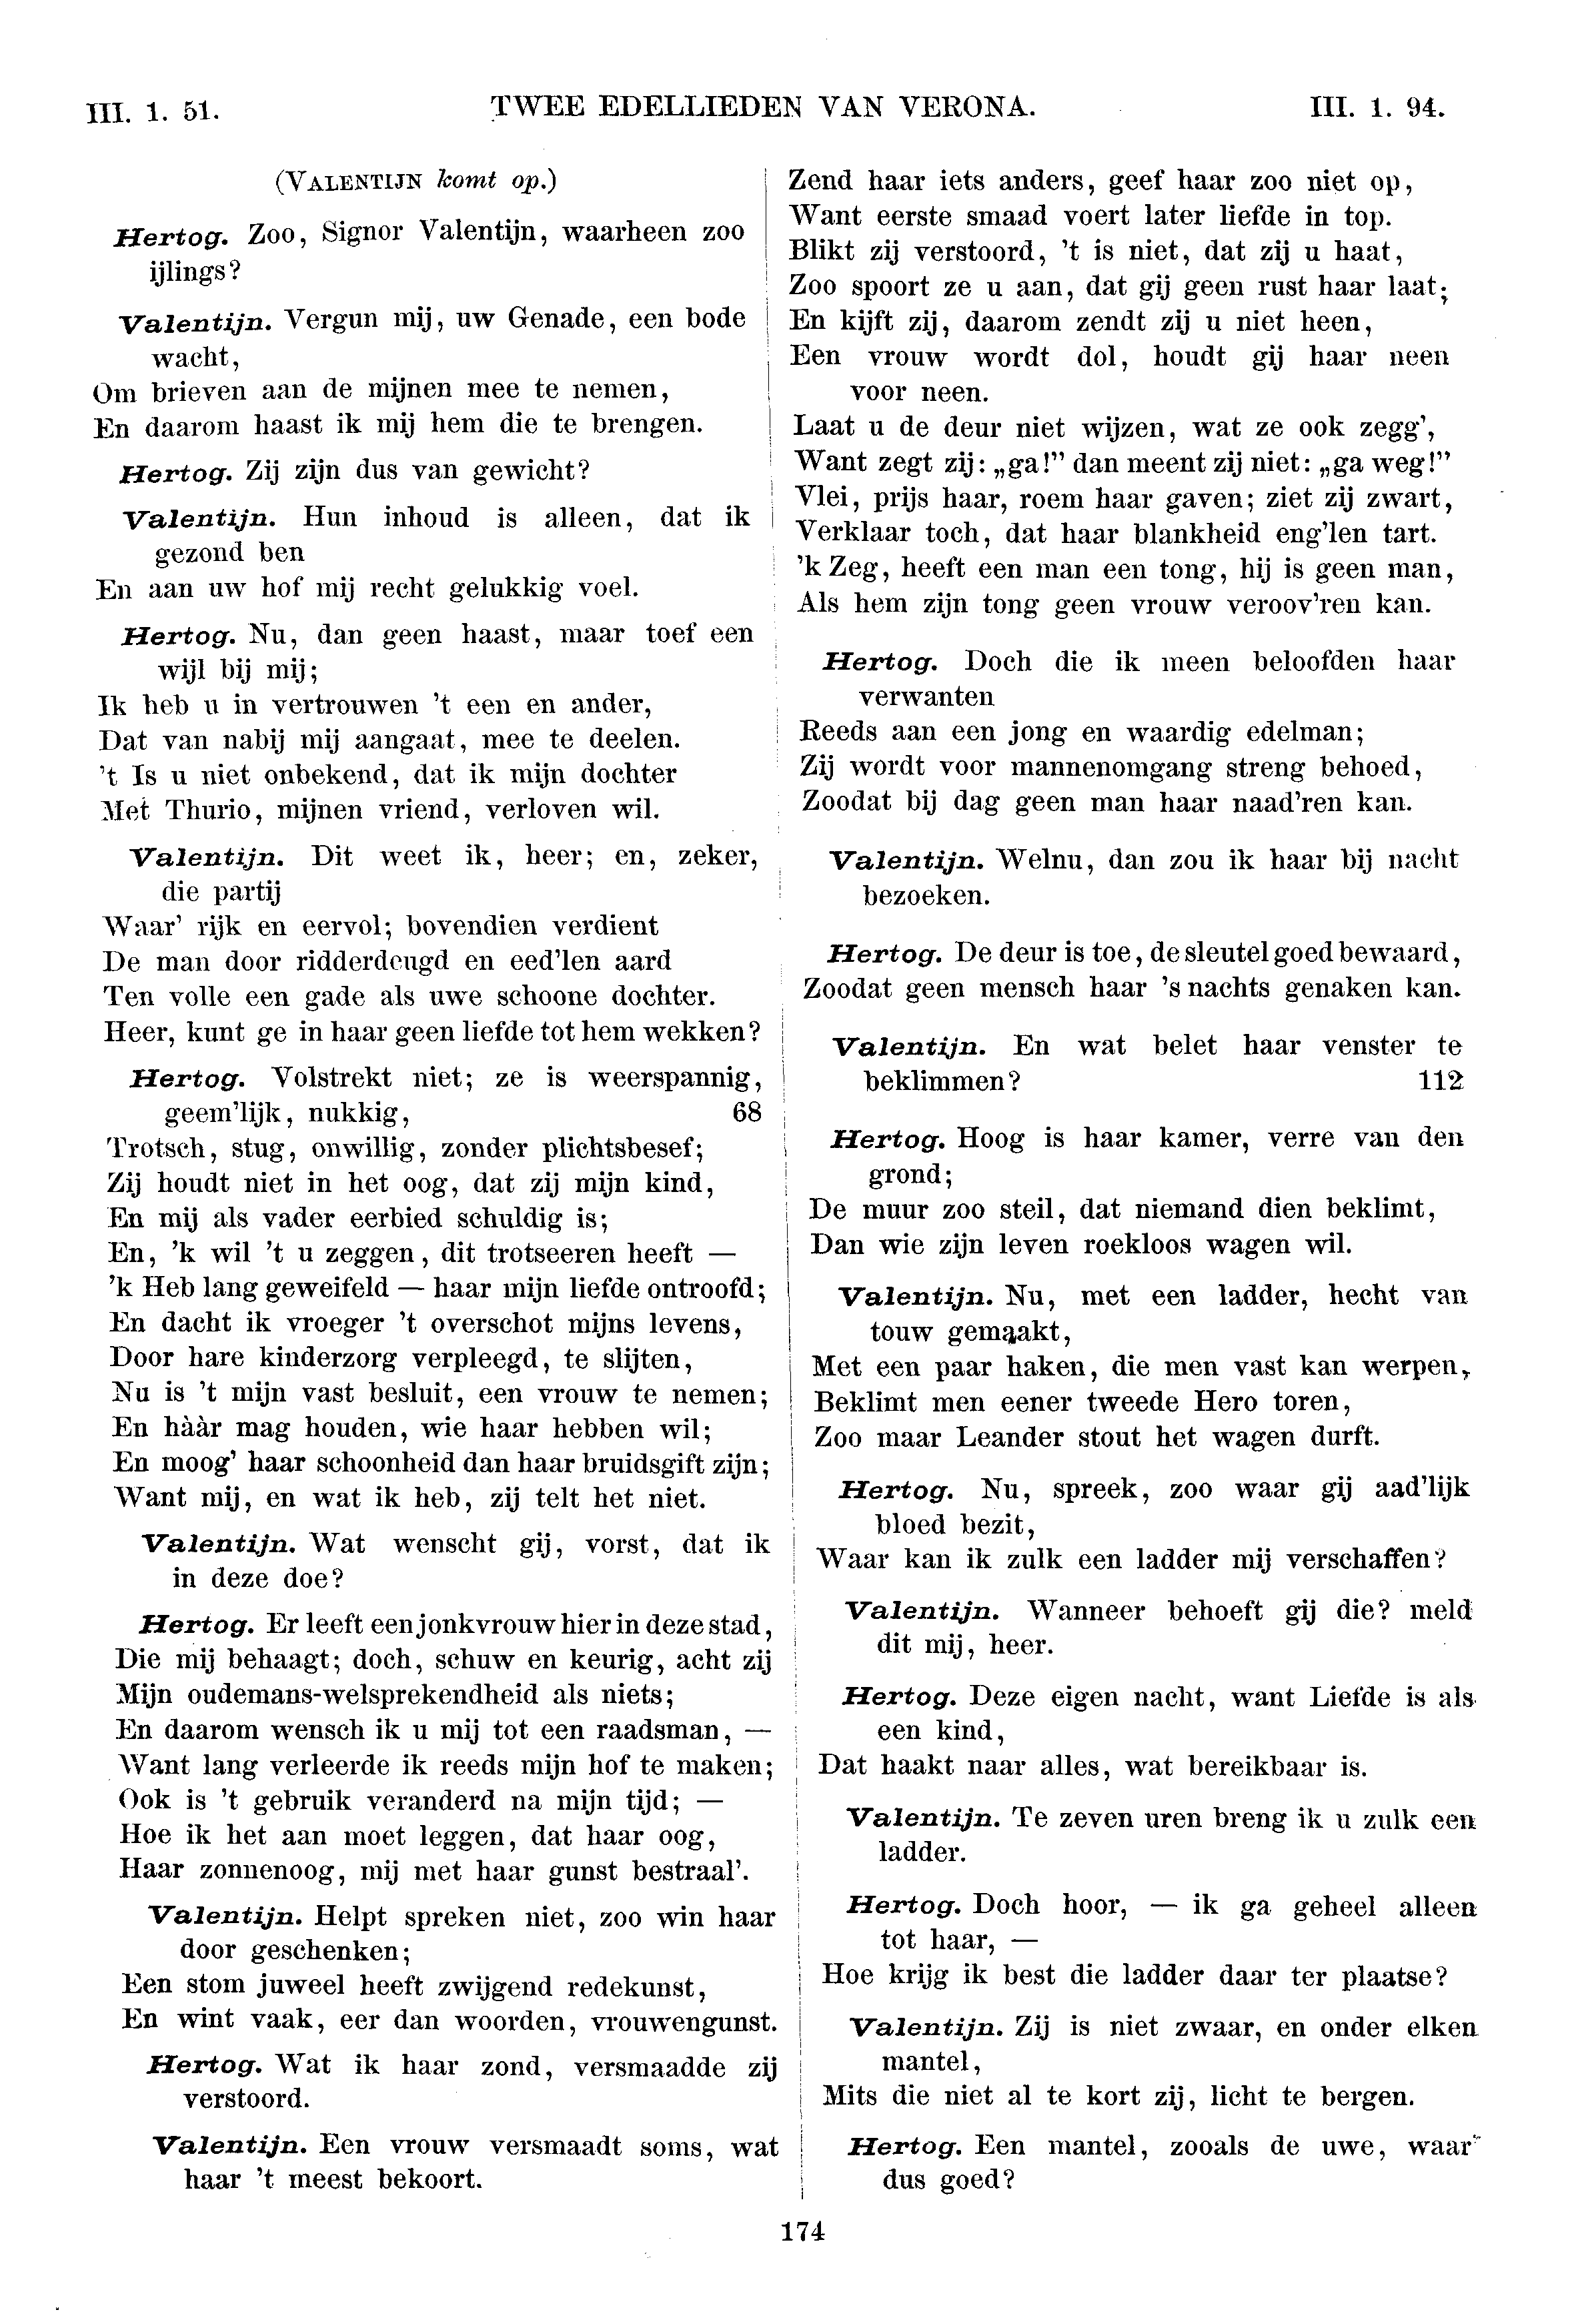 III. 1. 51. TWEE EDELLIEDEN VAN VERONA. III. 1. 94.
(VALENTIJN komt op.)
Hertog. Zoo, Signor Valentijn, waarheen zoo
ijlings?
Valentijn. Vergun mij, uw Genade, een bode
wacht,
Om brieven aan de mijnen mee te nemen,
En daarom haast ik mij hem die te brengen.
Hertog. Zij zijn dus van gewicht?
Valentijn. Hun inhoud is alleen, dat ik
gezond ben
En aan uw hof mij recht gelukkig voel.
Hertog. Nu, dan geen haast, maar toef een
wijl bij mij;
Ik heb u in vertrouwen 't een en ander,
Dat van nabij mij aangaat, mee te deelen.
't Is u niet onbekend, dat ik mijn dochter
Met Thurio, mijnen vriend, verloven wil.
Valentijn. Dit weet ik, heer; en, zeker,
die partij
Waar' rijk en eervol; bovendien verdient
De man door ridderdeugd en eed'len aard
Ten volle een gade als uwe schoone dochter.
Heer, kunt ge in haar geen liefde tot hem wekken?
Hertog. Volstrekt niet; ze is weerspannig,
geem'lijk, nukkig, 68
Trotsch, stug, onwillig, zonder plichtsbesef;
Zij houdt niet in het oog, dat zij mijn kind,
En mij als vader eerbied schuldig is;
En, 'k wil 't u zeggen, dit trotseeren heeft —
'k Heb lang geweifeld — haar mijn liefde ontroofd;
En dacht ik vroeger 't overschot mijns levens,
Door hare kinderzorg verpleegd, te slijten,
Nu is 't mijn vast besluit, een vrouw te nemen;
En hààr mag houden, wie haar hebben wil;
En moog' haar schoonheid dan haar bruidsgift zijn;
Want mij, en wat ik heb, zij telt het niet.
Valentijn. Wat wenscht gij, vorst, dat ik
in deze doe?
Hertog. Er leeft een jonkvrouw hier in deze stad,
Die mij behaagt; doch, schuw en keurig, acht zij
Mijn oudemans-welsprekendheid als niets;
En daarom wensch ik u mij tot een raadsman, —
Want lang verleerde ik reeds mijn hof te maken;
Ook is 't gebruik veranderd na mijn tijd; —
Hoe ik het aan moet leggen, dat haar oog,
Haar zonnenoog, mij met haar gunst bestraal'.
Valentijn. Helpt spreken niet, zoo win haar
door geschenken;
Een stom juweel heeft zwijgend redekunst,
En wint vaak, eer dan woorden, vrouwengunst.
Hertog. Wat ik haar zond, versmaadde zij
verstoord.
Valentijn. Een vrouw versmaadt soms, wat
haar 't meest bekoort.
Zend haar iets anders, geef haar zoo niet op,
Want eerste smaad voert later liefde in top.
Blikt zij verstoord, 't is niet, dat zij u haat,
Zoo spoort ze u aan, dat gij geen rust haar laat;
En kijft zij, daarom zendt zij u niet heen,
Een vrouw wordt dol, houdt gij haar neen
voor neen.
Laat u de deur niet wijzen, wat ze ook zegg',
Want zegt zij: „ga!” dan meent zij niet: „ga weg!”
Vlei, prijs haar, roem haar gaven; ziet zij zwart,
Verklaar toch, dat haar blankheid eng'len tart.
'k Zeg, heeft een man een tong, hij is geen man,
Als hem zijn tong geen vrouw veroov'ren kan.
Hertog. Doch die ik meen beloofden haar
verwanten
Reeds aan een jong en waardig edelman;
Zij wordt voor mannenomgang streng behoed,
Zoodat bij dag geen man haar naad'ren kan.
Valentijn. Welnu, dan zou ik haar bij nacht
bezoeken.
Hertog. De deur is toe, de sleutel goed bewaard,
Zoodat geen mensch haar 's nachts genaken kan.
Valentijn. En wat belet haar venster te
beklimmen? 112
Hertog. Hoog is haar kamer, verre van den
grond;
De muur zoo steil, dat niemand dien beklimt,
Dan wie zijn leven roekloos wagen wil.
Valentijn. Nu, met een ladder, hecht van
touw gemaakt,
Met een paar haken, die men vast kan werpen,
Beklimt men eener tweede Hero toren,
Zoo maar Leander stout het wagen durft.
Hertog. Nu, spreek, zoo waar gij aad'lijk
bloed bezit,
Waar kan ik zulk een ladder mij verschaffen?
Valentijn. Wanneer behoeft gij die? meld
dit mij, heer.
Hertog. Deze eigen nacht, want Liefde is als
een kind,
Dat haakt naar alles, wat bereikbaar is.
Valentijn. Te zeven uren breng ik u zulk een
ladder.
Hertog. Doch hoor, — ik ga geheel alleen
tot haar, —
Hoe krijg ik best die ladder daar ter plaatse?
Valentijn. Zij is niet zwaar, en onder elken
mantel,
Mits die niet al te kort zij, licht te bergen.
Hertog. Een mantel, zooals de uwe, waar'
dus goed?
174